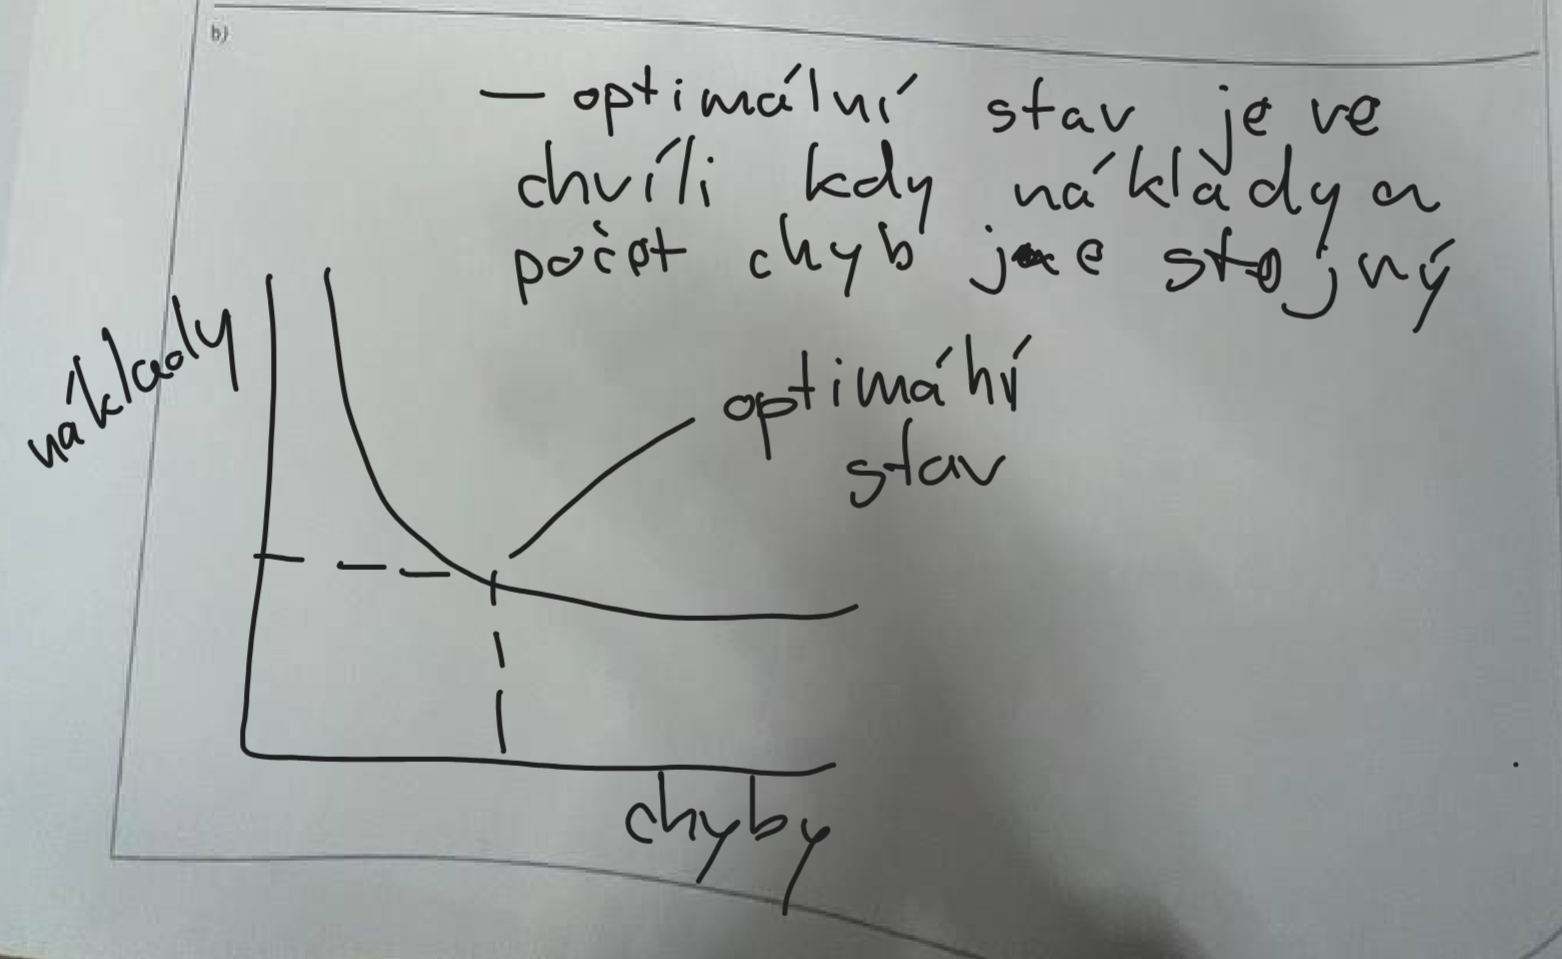 b)
– optimální stav je ve
chvíli kdy náklady a
počet chyb je stejný
náklady
optimální
stav
chyby